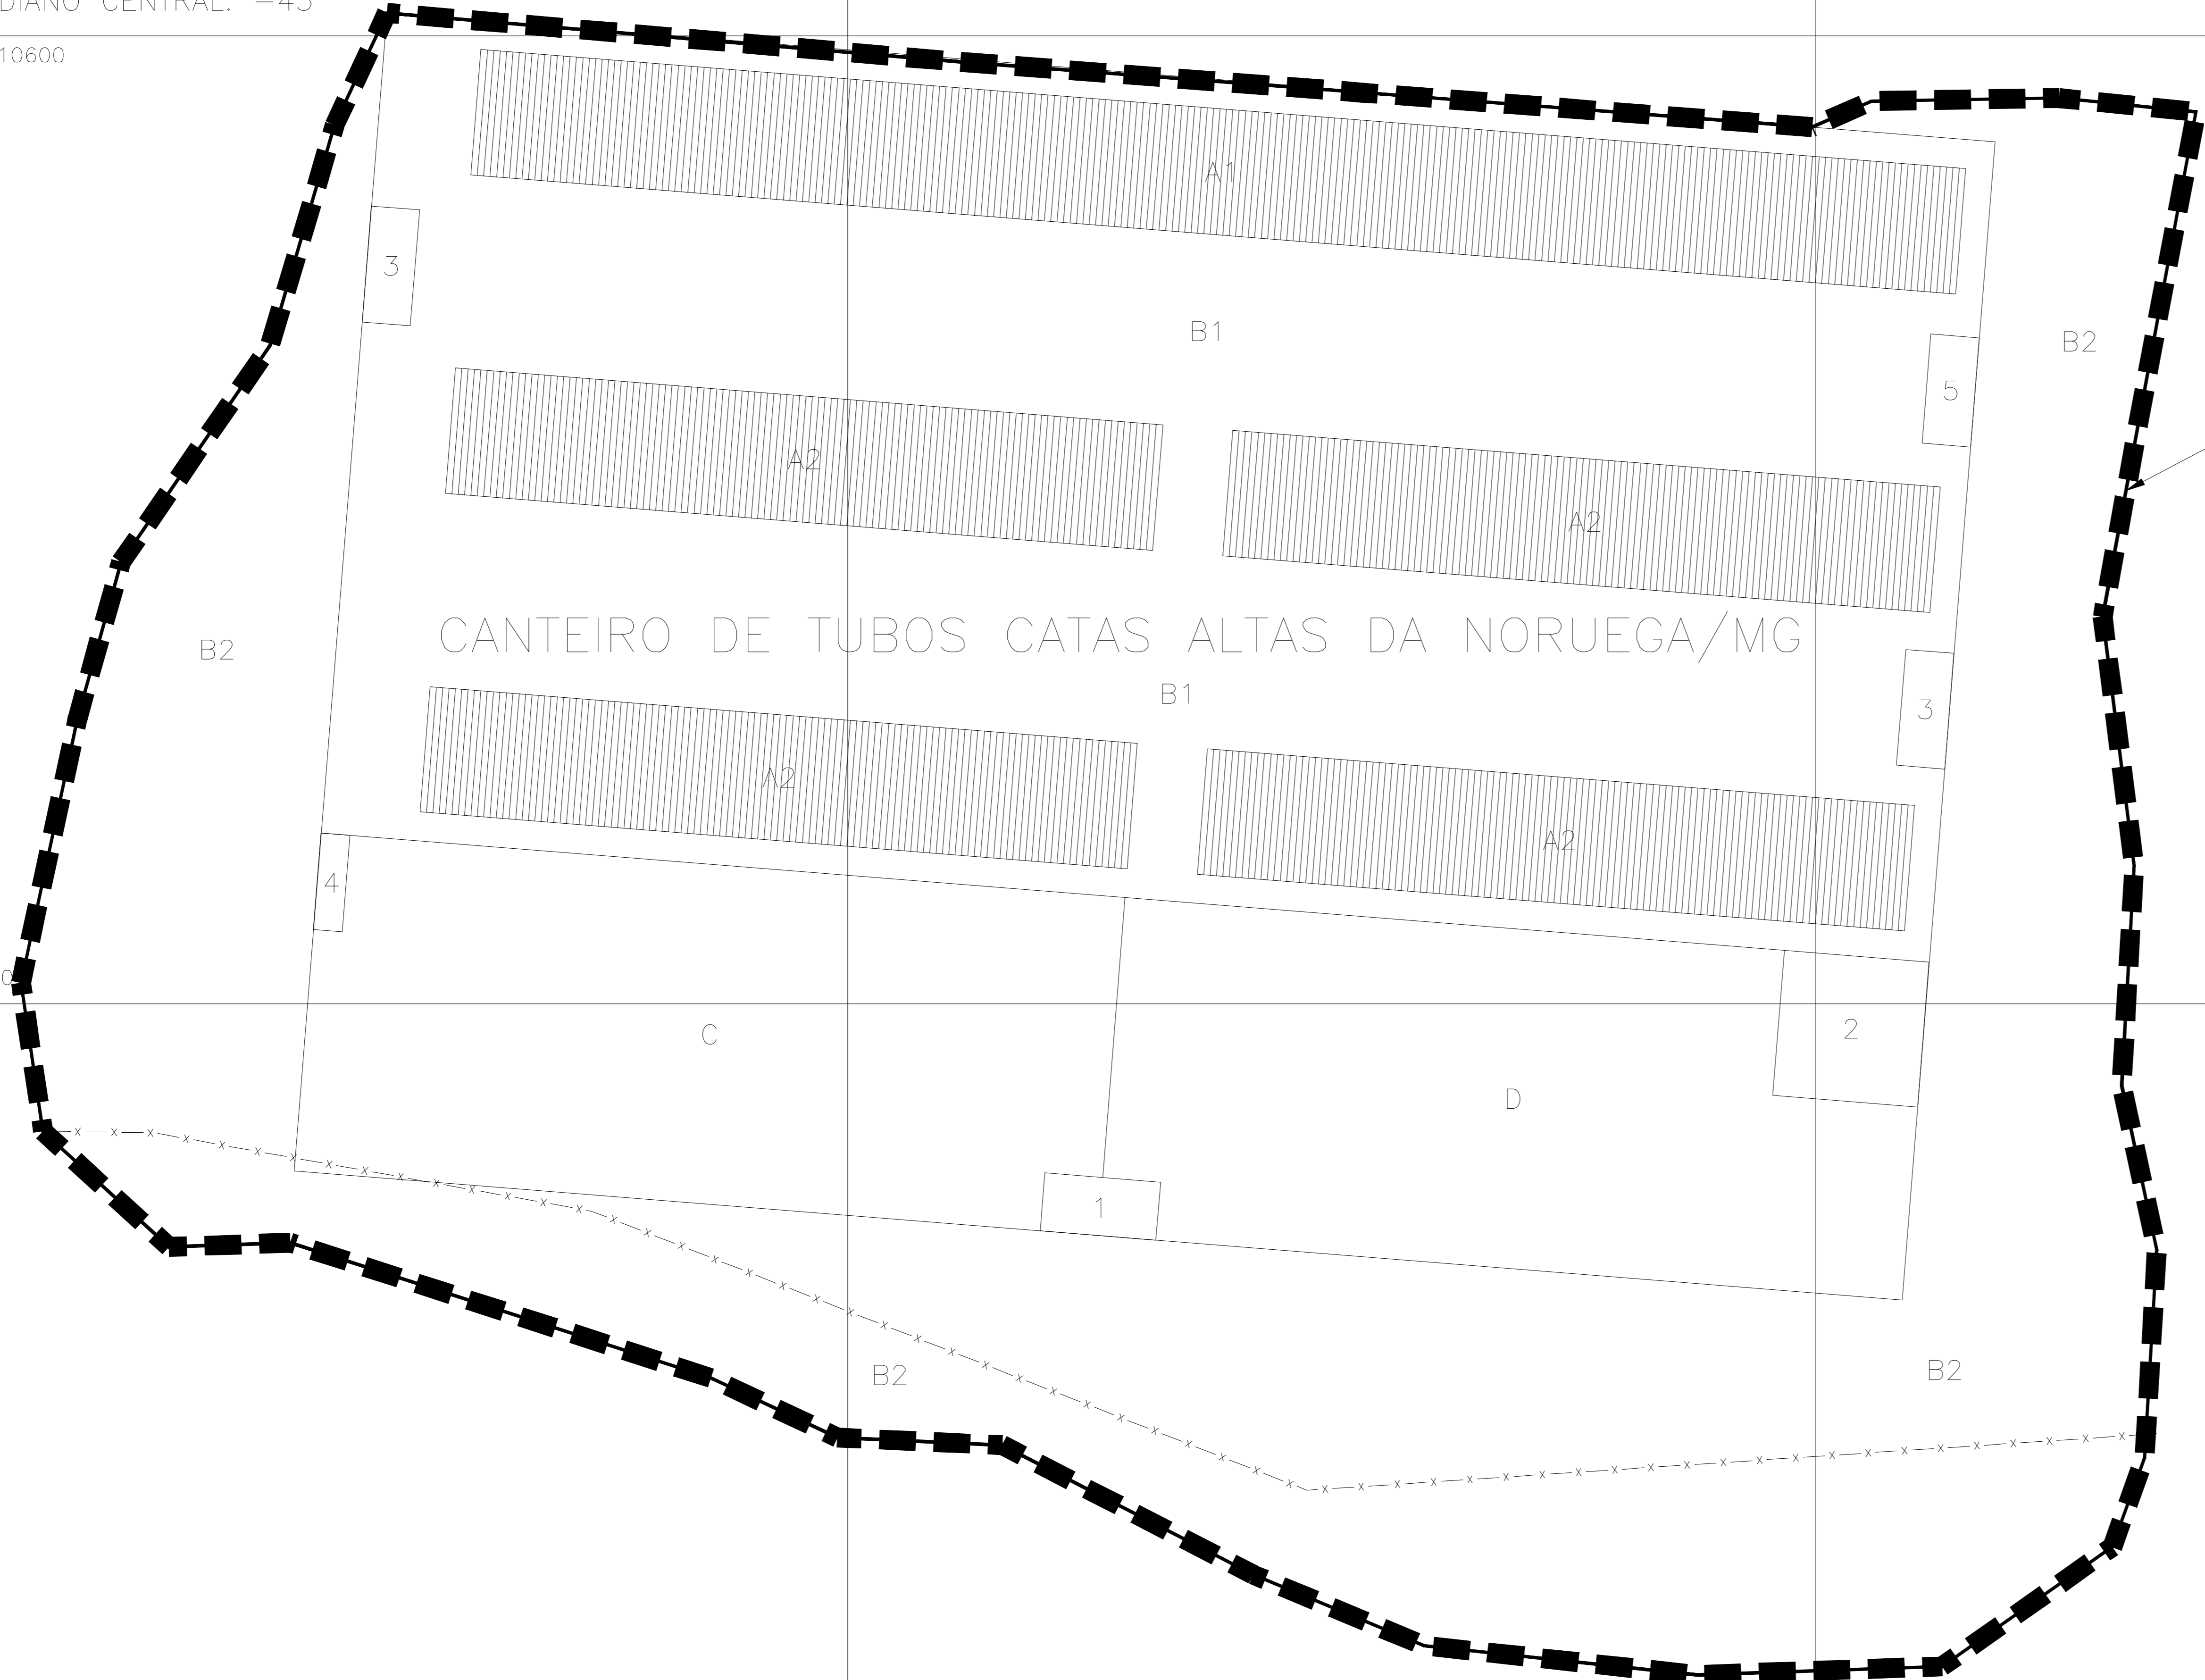 DIANO CENTRAL: -45
10600
A1
3
B1
B2
5
A2
A2
CANTEIRO DE TUBOS CATAS ALTAS DA NORUEGA/MG
B2
B1
3
A2
A2
4
0
C
2
D
1
B2
B2